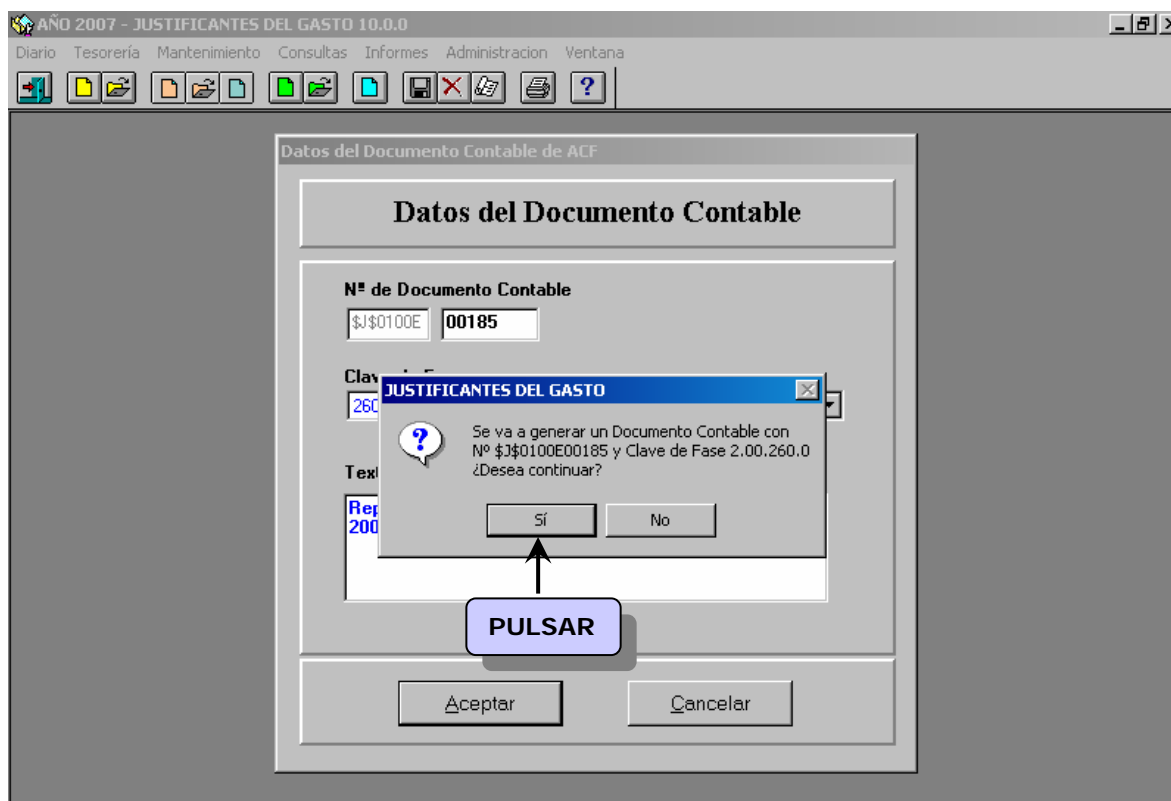 AÑO 2007 - JUSTIFICANTES DEL GASTO 10.0.0
Diario Tesorería Mantenimiento Consultas Informes Administracion Ventana
Datos del Documento Contable de ACF
Datos del Documento Contable
Nº de Documento Contable
$J$0100E 00185
JUSTIFICANTES DEL GASTO
Se va a generar un Documento Contable con
Nº $J$0100E00185 y Clave de Fase 2.00.260.0
¿Desea continuar?
Sí No
PULSAR
Aceptar Cancelar